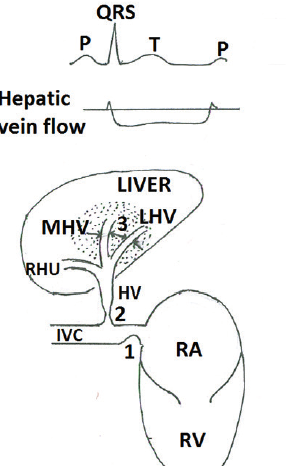 QRS
P
T
P
Hepatic
vein flow
LIVER
MHV
3
LHV
RHU
HV
2
IVC
1
RA
RV